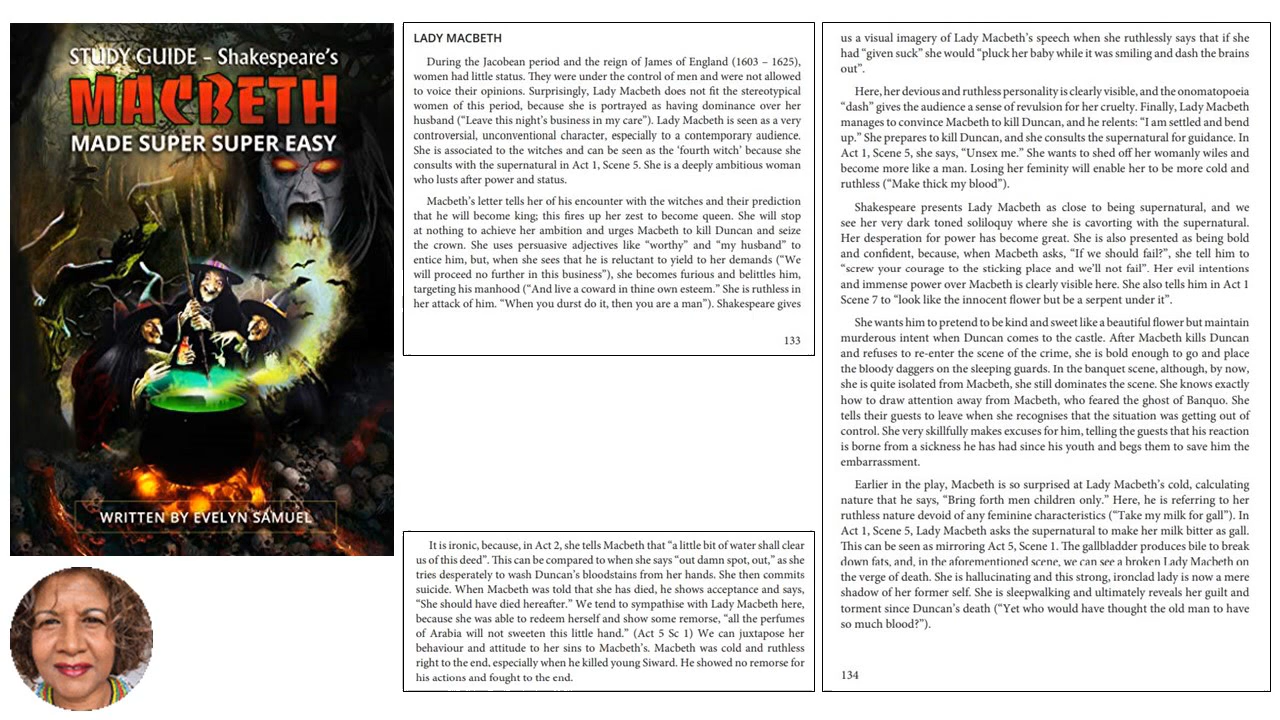 STUDY GUIDE – Shakespeare's
MACBETH
MADE SUPER SUPER EASY
WRITTEN BY EVELYN SAMUEL
LADY MACBETH
During the Jacobean period and the reign of James of England (1603 – 1625),
women had little status. They were under the control of men and were not allowed
to voice their opinions. Surprisingly, Lady Macbeth does not fit the stereotypical
women of this period, because she is portrayed as having dominance over her
husband (“Leave this night's business in my care”). Lady Macbeth is seen as a very
controversial, unconventional character, especially to a contemporary audience.
She is associated to the witches and can be seen as the ‘fourth witch’ because she
consults with the supernatural in Act 1, Scene 5. She is a deeply ambitious woman
who lusts after power and status.
Macbeth's letter tells her of his encounter with the witches and their prediction
that he will become king; this fires up her zest to become queen. She will stop
at nothing to achieve her ambition and urges Macbeth to kill Duncan and seize
the crown. She uses persuasive adjectives like “worthy” and “my husband” to
entice him, but, when she sees that he is reluctant to yield to her demands (“We
will proceed no further in this business”), she becomes furious and belittles him,
targeting his manhood (“And live a coward in thine own esteem.” She is ruthless in
her attack of him. “When you durst do it, then you are a man”). Shakespeare gives
133
us a visual imagery of Lady Macbeth's speech when she ruthlessly says that if she
had “given suck” she would “pluck her baby while it was smiling and dash the brains
out”.
Here, her devious and ruthless personality is clearly visible, and the onomatopoeia
“dash” gives the audience a sense of revulsion for her cruelty. Finally, Lady Macbeth
manages to convince Macbeth to kill Duncan, and he relents: “I am settled and bend
up.” She prepares to kill Duncan, and she consults the supernatural for guidance. In
Act 1, Scene 5, she says, “Unsex me.” She wants to shed off her womanly wiles and
become more like a man. Losing her feminity will enable her to be more cold and
ruthless (“Make thick my blood”).
Shakespeare presents Lady Macbeth as close to being supernatural, and we
see her very dark toned soliloquy where she is cavorting with the supernatural.
Her desperation for power has become great. She is also presented as being bold
and confident, because, when Macbeth asks, “If we should fail?”, she tell him to
“screw your courage to the sticking place and we'll not fail”. Her evil intentions
and immense power over Macbeth is clearly visible here. She also tells him in Act 1
Scene 7 to “look like the innocent flower but be a serpent under it”.
She wants him to pretend to be kind and sweet like a beautiful flower but maintain
murderous intent when Duncan comes to the castle. After Macbeth kills Duncan
and refuses to re-enter the scene of the crime, she is bold enough to go and place
the bloody daggers on the sleeping guards. In the banquet scene, although, by now,
she is quite isolated from Macbeth, she still dominates the scene. She knows exactly
how to draw attention away from Macbeth, who feared the ghost of Banquo. She
tells their guests to leave when she recognises that the situation was getting out of
control. She very skillfully makes excuses for him, telling the guests that his reaction
is borne from a sickness he has had since his youth and begs them to save him the
embarrassment.
Earlier in the play, Macbeth is so surprised at Lady Macbeth's cold, calculating
nature that he says, “Bring forth men children only.” Here, he is referring to her
ruthless nature devoid of any feminine characteristics (“Take my milk for gall”). In
Act 1, Scene 5, Lady Macbeth asks the supernatural to make her milk bitter as gall.
This can be seen as mirroring Act 5, Scene 1. The gallbladder produces bile to break
down fats, and, in the aforementioned scene, we can see a broken Lady Macbeth on
the verge of death. She is hallucinating and this strong, ironclad lady is now a mere
shadow of her former self. She is sleepwalking and ultimately reveals her guilt and
torment since Duncan's death (“Yet who would have thought the old man to have
so much blood?”).
134
It is ironic, because, in Act 2, she tells Macbeth that “a little bit of water shall clear
us of this deed”. This can be compared to when she says “out damn spot, out,” as she
tries desperately to wash Duncan's bloodstains from her hands. She then commits
suicide. When Macbeth was told that she has died, he shows acceptance and says,
“She should have died hereafter.” We tend to sympathise with Lady Macbeth here,
because she was able to redeem herself and show some remorse, “all the perfumes
of Arabia will not sweeten this little hand.” (Act 5 Sc 1) We can juxtapose her
behaviour and attitude to her sins to Macbeth's. Macbeth was cold and ruthless
right to the end, especially when he killed young Siward. He showed no remorse for
his actions and fought to the end.